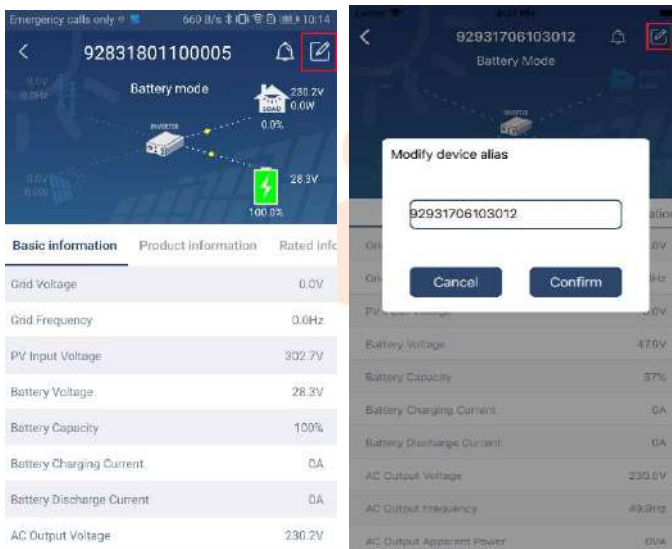 Emergency calls only
660 B/s
10:14
92831801100005
Battery mode
0.0V
0.0Hz
230.2V
0.0W
LOAD
INVERTER
0.0%
0.0V
0.0W
28.3V
100.0%
Basic information Product information Rated info
Grid Voltage 0.0V
Grid Frequency 0.0Hz
PV Input Voltage 302.7V
Battery Voltage 28.3V
Battery Capacity 100%
Battery Charging Current 0A
Battery Discharge Current 0A
AC Output Voltage 230.2V
92931706103012
Battery Mode
Modify device alias
92931706103012
Cancel Confirm
Battery Voltage 47.0V
Battery Capacity 37%
Battery Charging Current 0A
Battery Discharge Current 0A
AC Output Voltage 230.0V
AC Output Frequency 49.9Hz
AC Output Apparent Power 0VA